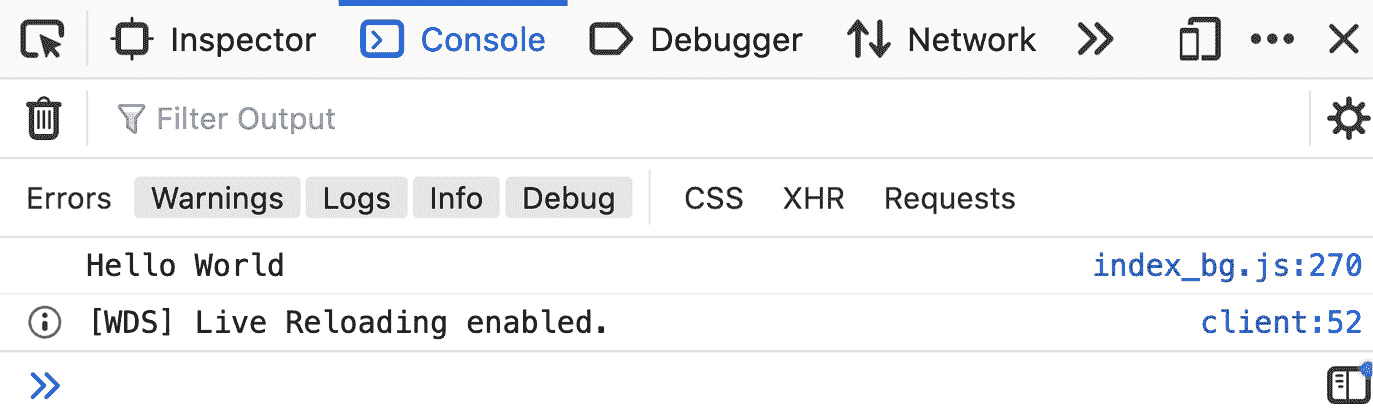 Inspector Console Debugger Network
Filter Output
Errors Warnings Logs Info Debug CSS XHR Requests
Hello World index_bg.js:270
[WDS] Live Reloading enabled. client:52